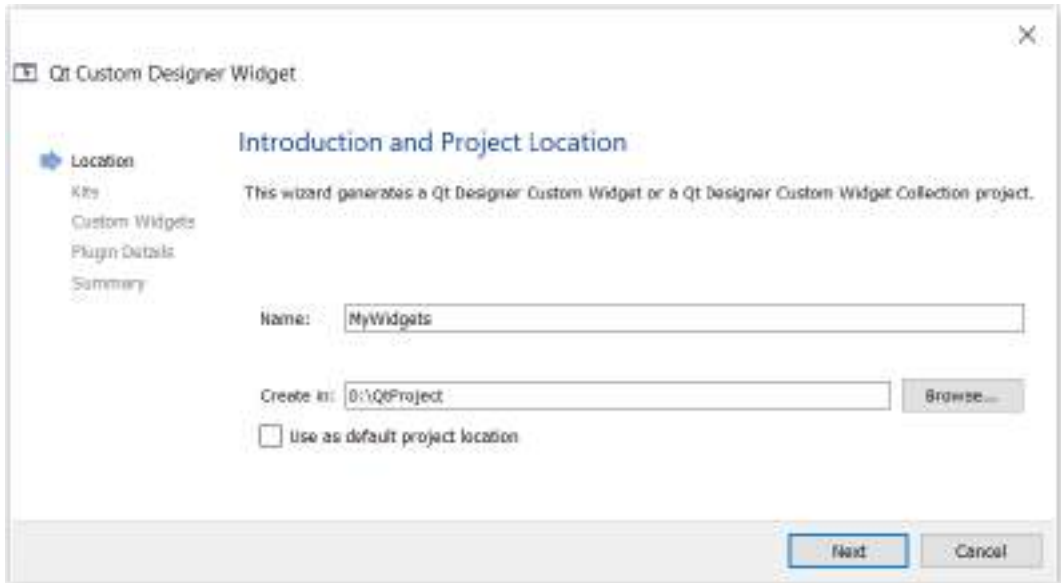 Qt Custom Designer Widget
Introduction and Project Location
Location
Kits
Custom Widgets
Plugin Details
Summary
This wizard generates a Qt Designer Custom Widget or a Qt Designer Custom Widget Collection project.
Name: MyWidgets
Create in: D:\QtProject Browse...
Use as default project location
Next Cancel